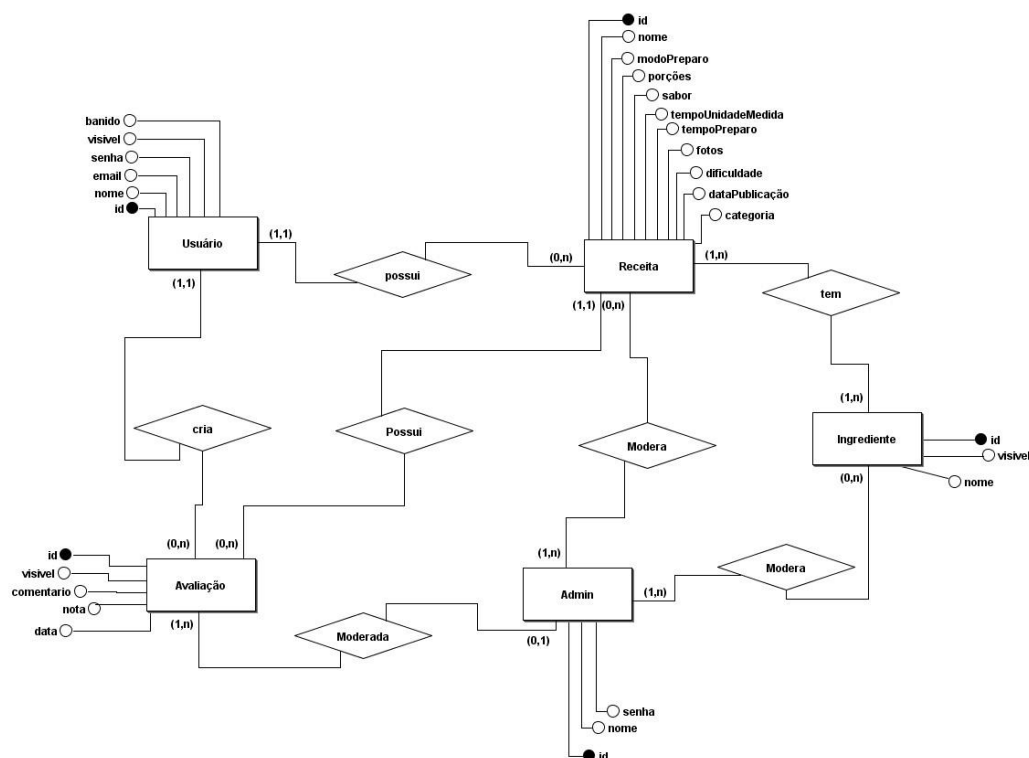 id
nome
modoPreparo
porções
sabor
tempoUnidadeMedida
tempoPreparo
fotos
dificuldade
dataPublicação
categoria
banido
visivel
senha
email
nome
id
Usuário
(1,1)
possui
(0,n)
Receita
(1,n)
(1,1)
(1,1)
(0,n)
tem
cria
Possui
Modera
(1,n)
Ingrediente
id
visivel
nome
(0,n)
(0,n)
(0,n)
id
visivel
comentario
nota
data
Avaliação
(1,n)
Moderada
(0,1)
(1,n)
Admin
(1,n)
Modera
senha
nome
id